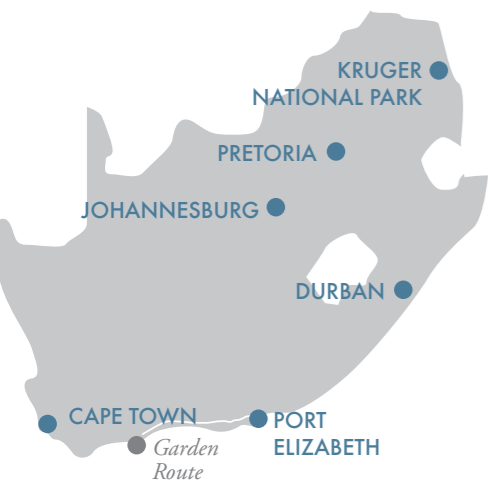 KRUGER
NATIONAL PARK
PRETORIA
JOHANNESBURG
DURBAN
CAPE TOWN
PORT
ELIZABETH
Garden
Route